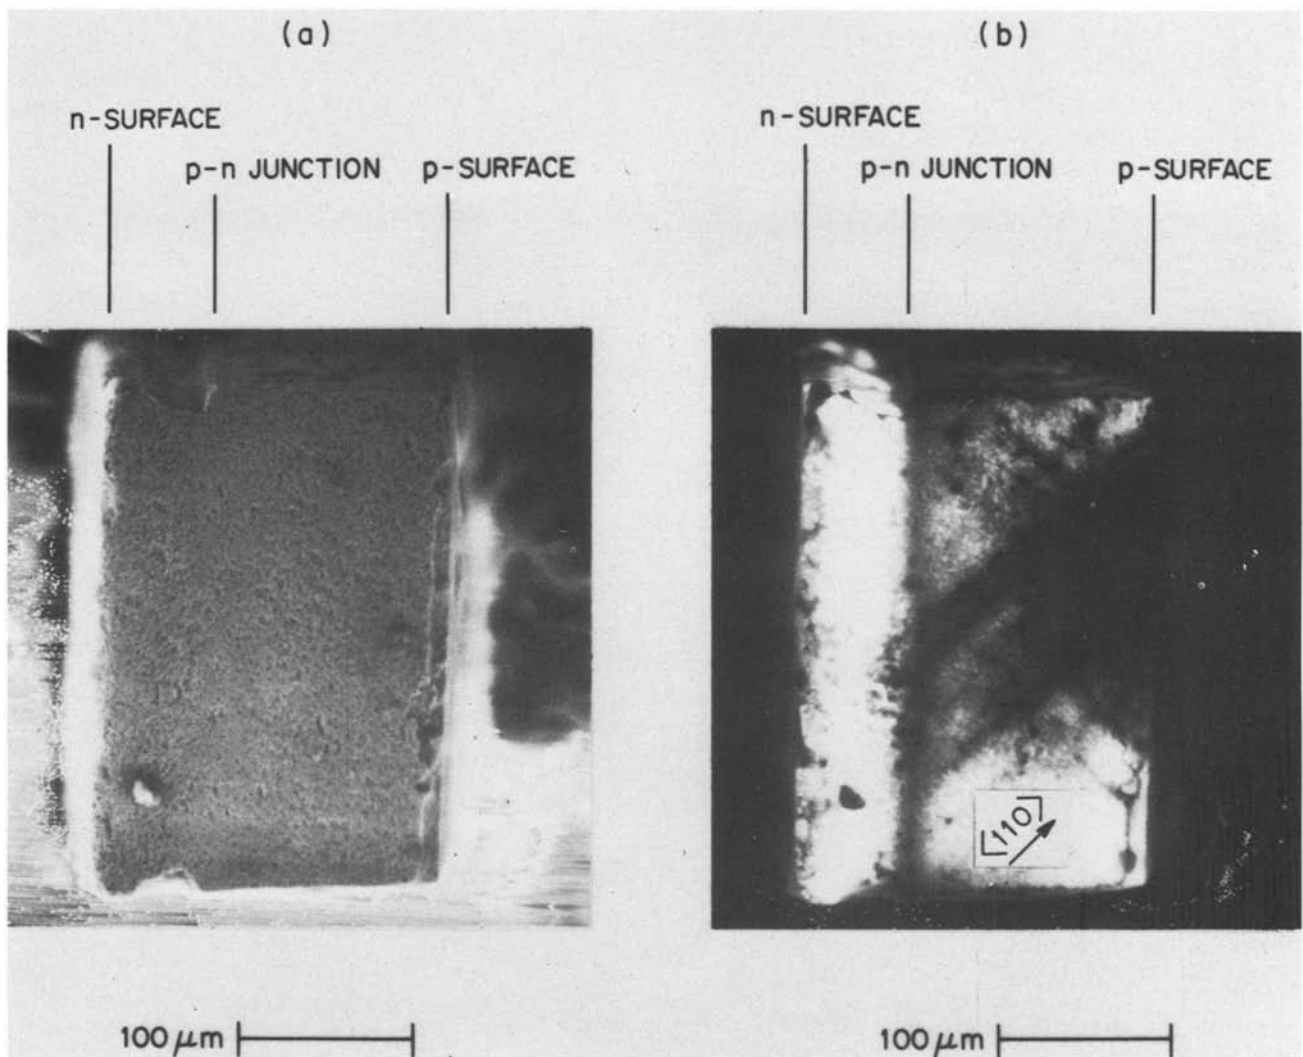 (a)
n-SURFACE
p-n JUNCTION
p-SURFACE
100 μm
(b)
n-SURFACE
p-n JUNCTION
p-SURFACE
[110]
100 μm